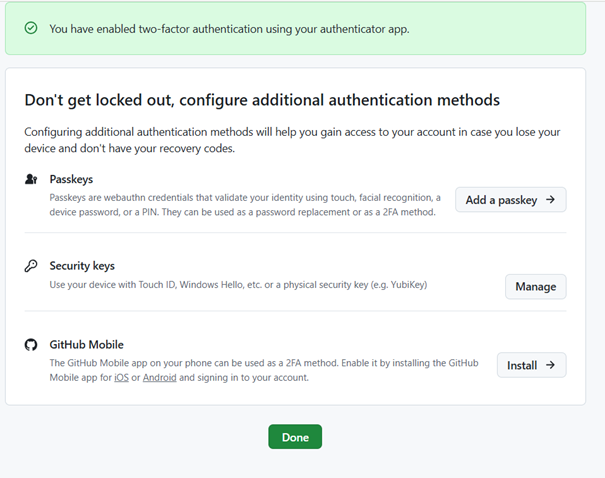 You have enabled two-factor authentication using your authenticator app.
Don't get locked out, configure additional authentication methods
Configuring additional authentication methods will help you gain access to your account in case you lose your
device and don't have your recovery codes.
Passkeys
Passkeys are webauthn credentials that validate your identity using touch, facial recognition, a
device password, or a PIN. They can be used as a password replacement or as a 2FA method.
Add a passkey
Security keys
Use your device with Touch ID, Windows Hello, etc. or a physical security key (e.g. YubiKey)
Manage
GitHub Mobile
The GitHub Mobile app on your phone can be used as a 2FA method. Enable it by installing the GitHub
Mobile app for iOS or Android and signing in to your account.
Install
Done